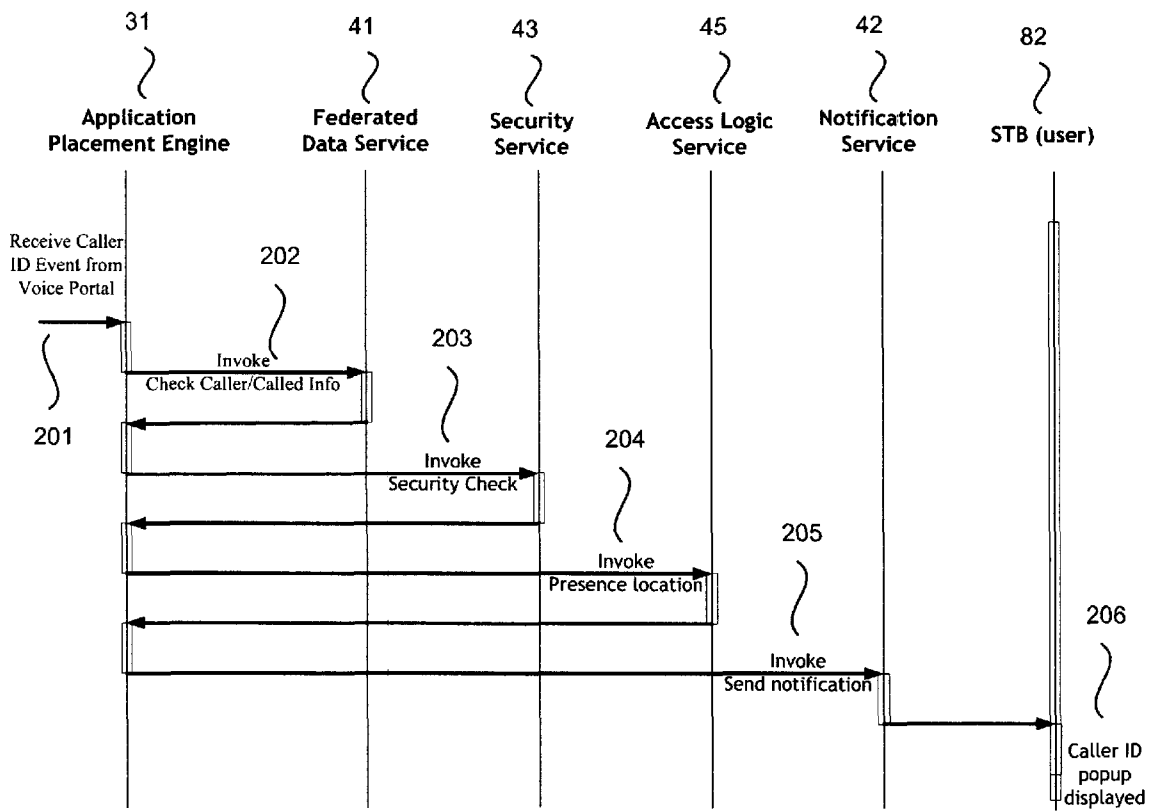 31
41
43
45
42
82
Application
Placement Engine
Federated
Data Service
Security
Service
Access Logic
Service
Notification
Service
STB (user)
Receive Caller
ID Event from
Voice Portal
201
202
Invoke
Check Caller/Called Info
203
Invoke
Security Check
204
Invoke
Presence location
205
Invoke
Send notification
206
Caller ID
popup
displayed